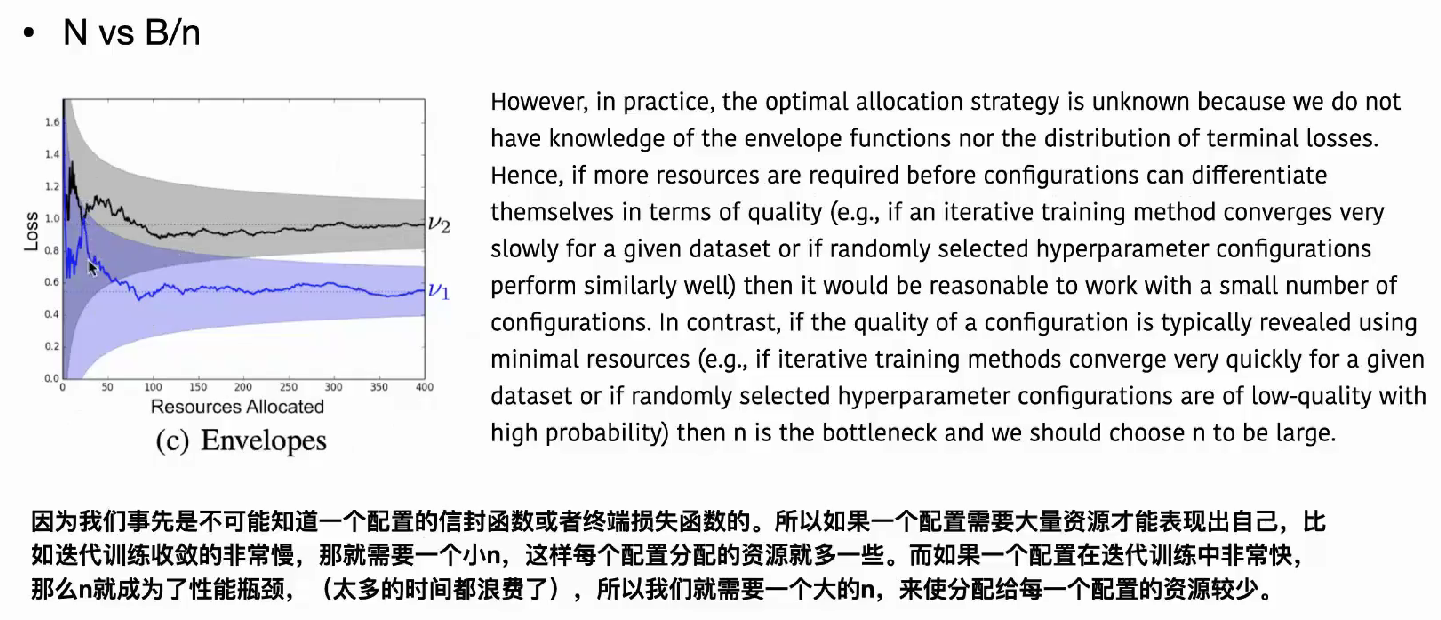 • N vs B/n
1.6
1.4
1.2
1.0
0.8
0.6
0.4
0.2
0.0
Loss
ν2
ν1
0 50 100 150 200 250 300 350 400
Resources Allocated
(c) Envelopes
However, in practice, the optimal allocation strategy is unknown because we do not
have knowledge of the envelope functions nor the distribution of terminal losses.
Hence, if more resources are required before configurations can differentiate
themselves in terms of quality (e.g., if an iterative training method converges very
slowly for a given dataset or if randomly selected hyperparameter configurations
perform similarly well) then it would be reasonable to work with a small number of
configurations. In contrast, if the quality of a configuration is typically revealed using
minimal resources (e.g., if iterative training methods converge very quickly for a given
dataset or if randomly selected hyperparameter configurations are of low-quality with
high probability) then n is the bottleneck and we should choose n to be large.
因为我们事先是不可能知道一个配置的信封函数或者终端损失函数的。所以如果一个配置需要大量资源才能表现出自己，比
如迭代训练收敛的非常慢，那就需要一个小n，这样每个配置分配的资源就多一些。而如果一个配置在迭代训练中非常快，
那么n就成为了性能瓶颈，（太多的时间都浪费了），所以我们就需要一个大的n，来使分配给每一个配置的资源较少。